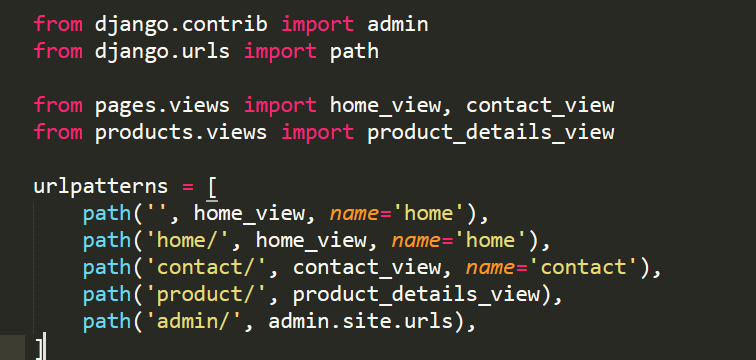 from django.contrib import admin
from django.urls import path
from pages.views import home_view, contact_view
from products.views import product_details_view
urlpatterns = [
path('', home_view, name='home'),
path('home/', home_view, name='home'),
path('contact/', contact_view, name='contact'),
path('product/', product_details_view),
path('admin/', admin.site.urls),
]